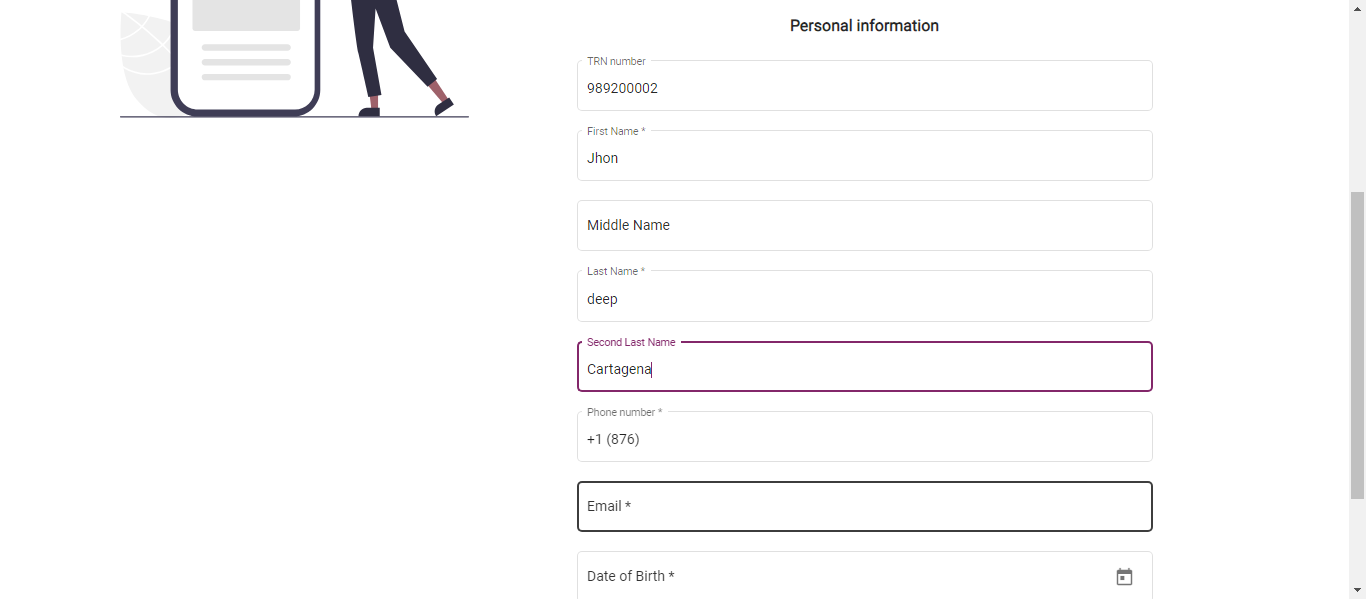 Personal information
TRN number
989200002
First Name *
Jhon
Middle Name
Last Name *
deep
Second Last Name
Cartagena
Phone number *
+1 (876)
Email *
Date of Birth *